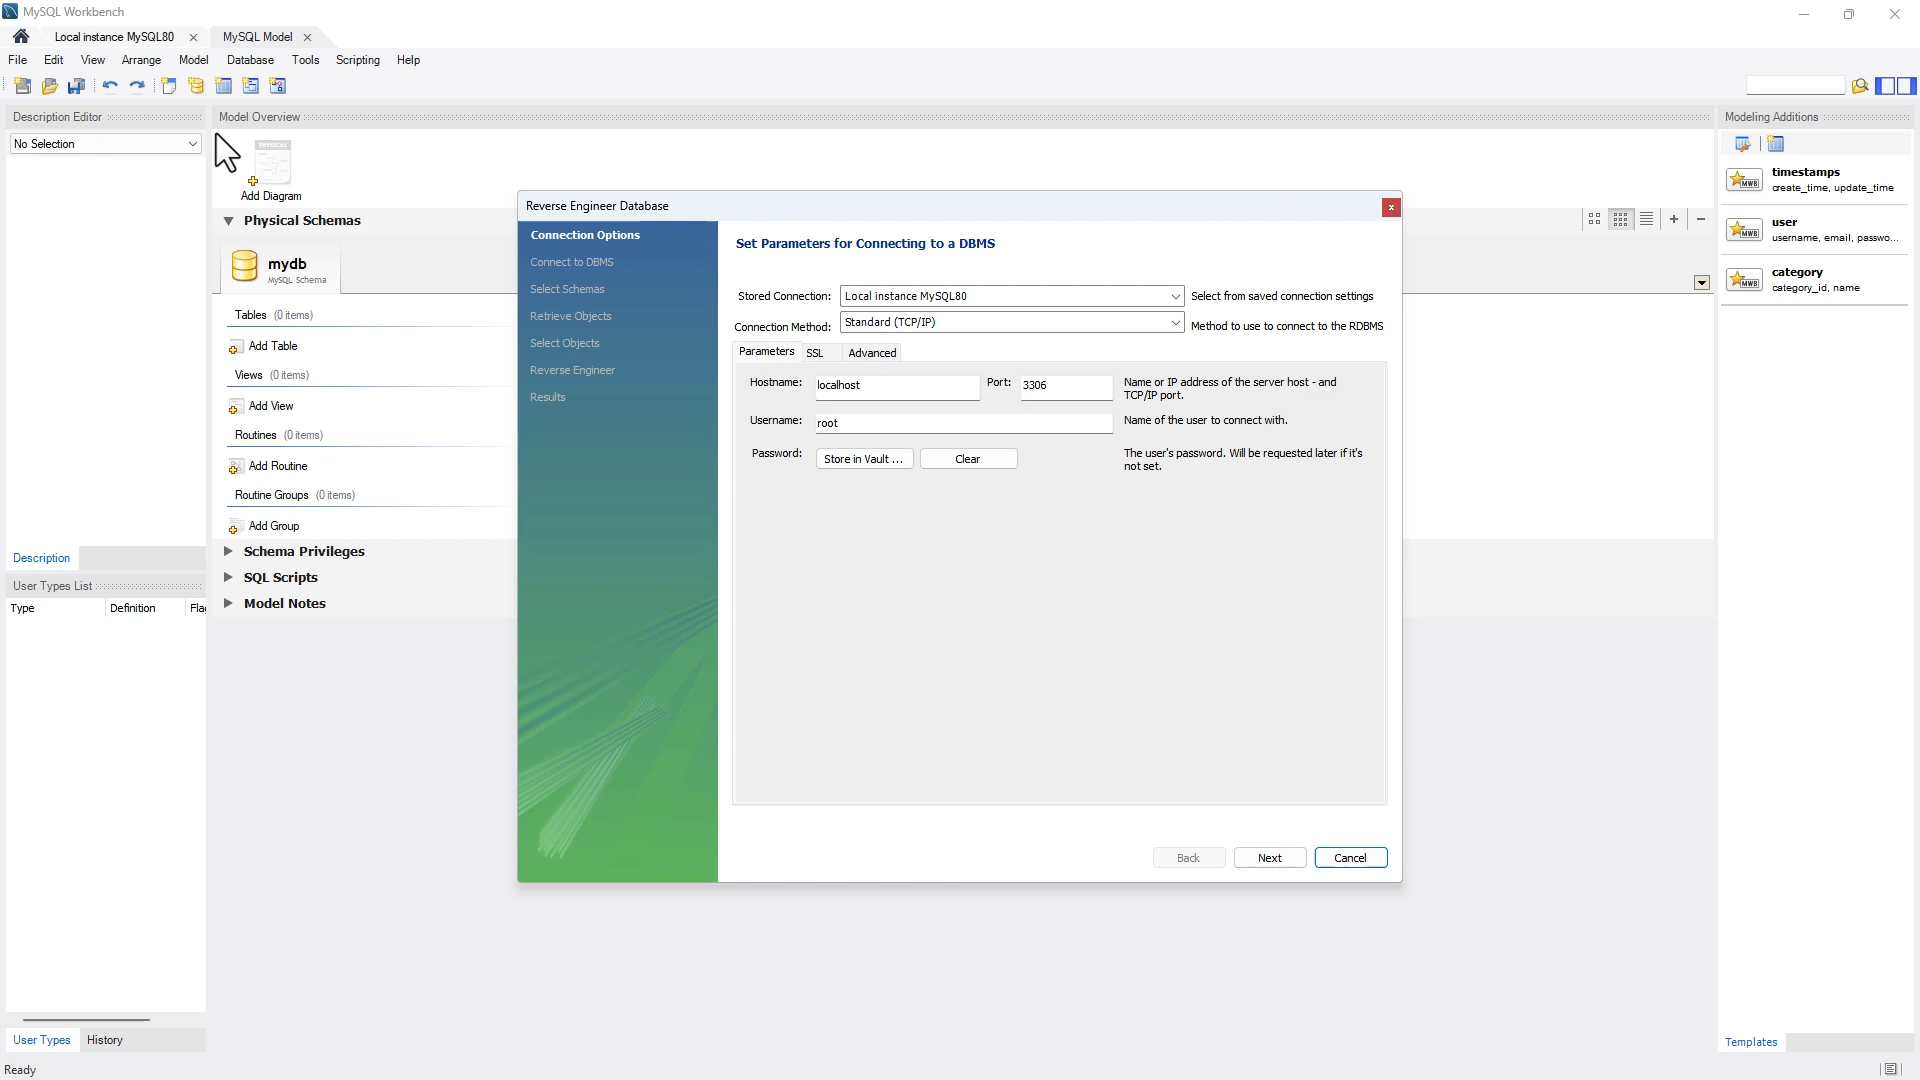 MySQL Workbench
Local instance MySQL80
MySQL Model
File Edit View Arrange Model Database Tools Scripting Help
Description Editor
No Selection
Description
User Types List
Type Definition Flag
User Types History
Ready
Model Overview
PHYSICAL
Add Diagram
Physical Schemas
mydb
MySQL Schema
Tables (0 items)
Add Table
Views (0 items)
Add View
Routines (0 items)
Add Routine
Routine Groups (0 items)
Add Group
Schema Privileges
SQL Scripts
Model Notes
Reverse Engineer Database
Connection Options
Connect to DBMS
Select Schemas
Retrieve Objects
Select Objects
Reverse Engineer
Results
Set Parameters for Connecting to a DBMS
Stored Connection: Local instance MySQL80 Select from saved connection settings
Connection Method: Standard (TCP/IP) Method to use to connect to the RDBMS
Parameters SSL Advanced
Hostname: localhost Port: 3306 Name or IP address of the server host - and
TCP/IP port.
Username: root Name of the user to connect with.
Password: Store in Vault ... Clear The user's password. Will be requested later if it's
not set.
Back Next Cancel
Modeling Additions
MWB
timestamps
create_time, update_time
MWB
user
username, email, passwo...
MWB
category
category_id, name
Templates